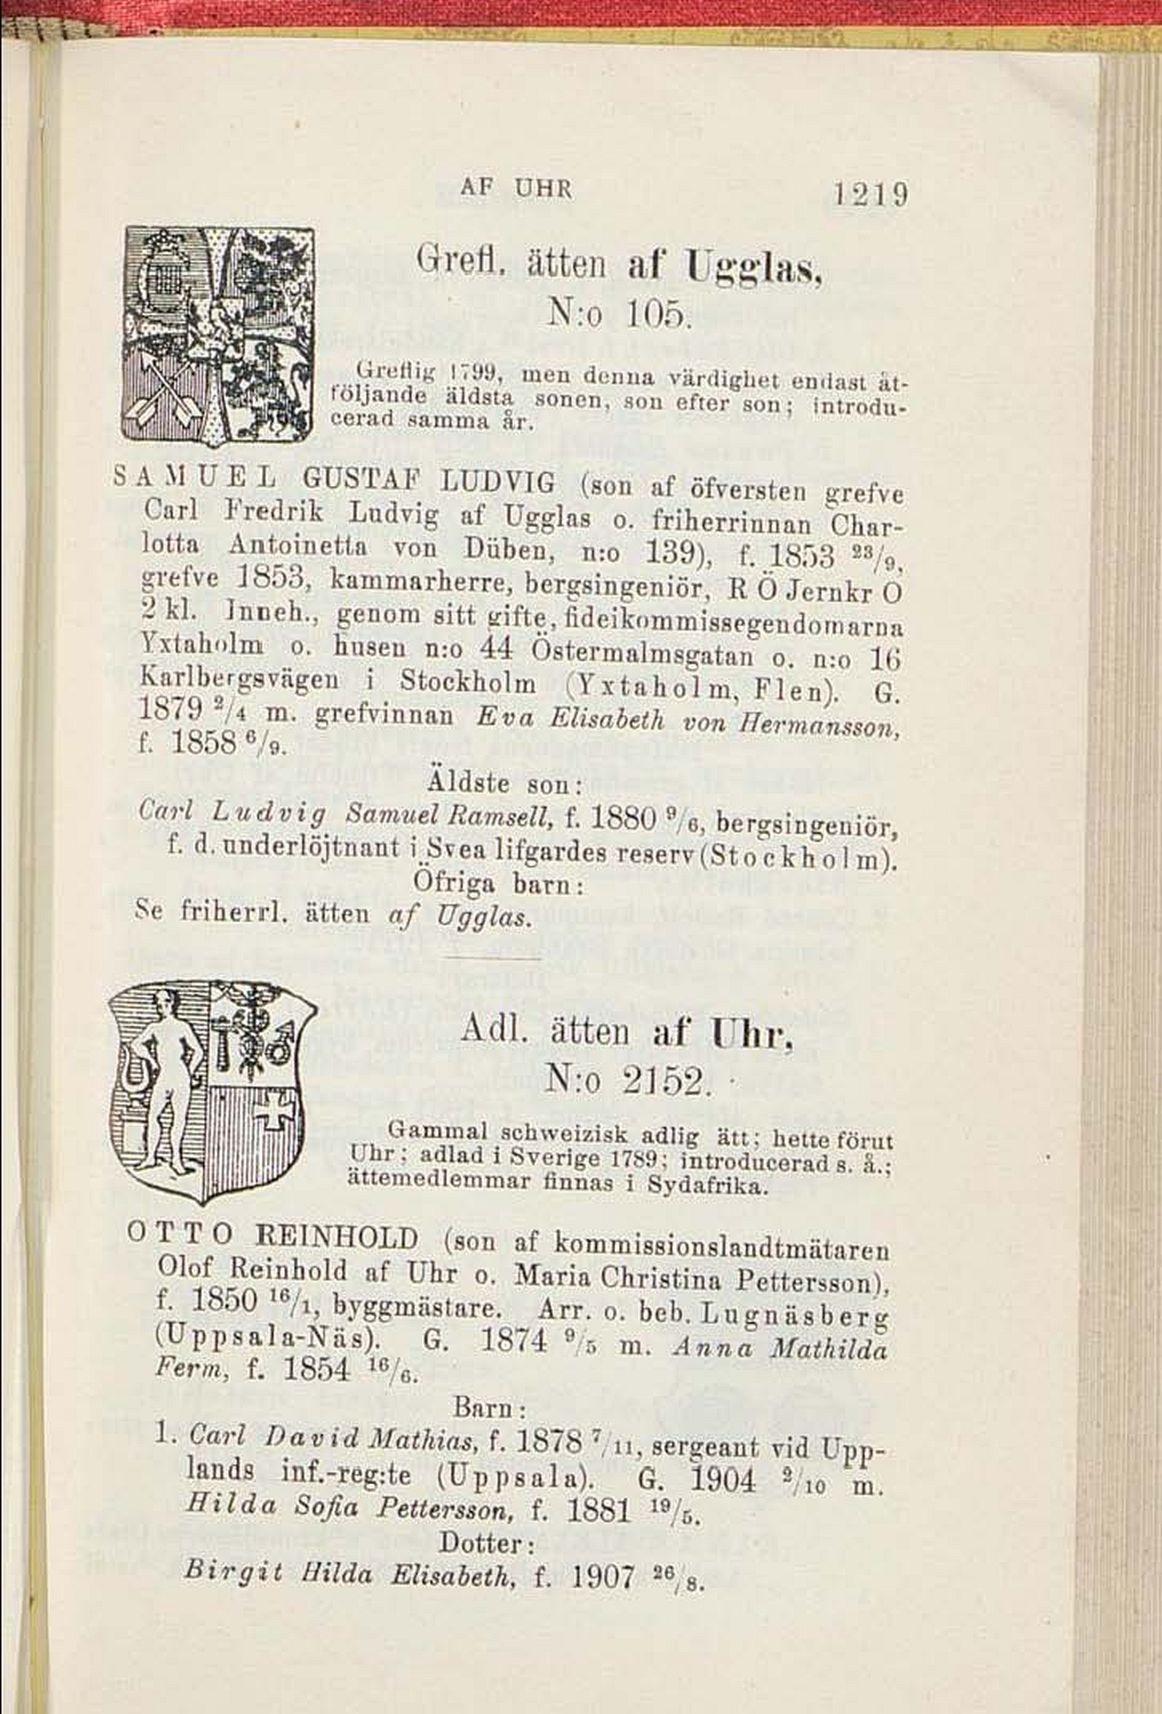 AF UHR 1219
Grefl. ätten af Ugglas,
N:o 105.
Greflig 1799, men denna värdighet endast åt-
följande äldsta sonen, son efter son; introdu-
cerad samma år.
SAMUEL GUSTAF LUDVIG (son af öfversten grefve
Carl Fredrik Ludvig af Ugglas o. friherrinnan Char-
lotta Antoinetta von Düben, n:o 139), f. 1853 23/9,
grefve 1853, kammarherre, bergsingeniör, R Ö Jernkr O
2 kl. Inneh., genom sitt gifte, fideikommissegendomarna
Yxtaholm o. husen n:o 44 Östermalmsgatan o. n:o 16
Karlbergsvägen i Stockholm (Yxtaholm, Flen). G.
1879 2/4 m. grefvinnan Eva Elisabeth von Hermansson,
f. 1858 6/9.
Äldste son:
Carl Ludvig Samuel Ramsell, f. 1880 9/6, bergsingeniör,
f. d. underlöjtnant i Svea lifgardes reserv (Stockholm).
Öfriga barn:
Se friherrl. ätten af Ugglas.
Adl. ätten af Uhr,
N:o 2152.
Gammal schweizisk adlig ätt; hette förut
Uhr; adlad i Sverige 1789; introducerad s. å.;
ättemedlemmar finnas i Sydafrika.
OTTO REINHOLD (son af kommissionslandtmätaren
Olof Reinhold af Uhr o. Maria Christina Pettersson),
f. 1850 16/1, byggmästare. Arr. o. beb. Lugnäsberg
(Uppsala-Näs). G. 1874 9/5 m. Anna Mathilda
Ferm, f. 1854 16/6.
Barn:
1. Carl David Mathias, f. 1878 7/11, sergeant vid Upp-
lands inf.-reg:te (Uppsala). G. 1904 2/10 m.
Hilda Sofia Pettersson, f. 1881 19/5.
Dotter:
Birgit Hilda Elisabeth, f. 1907 26/8.